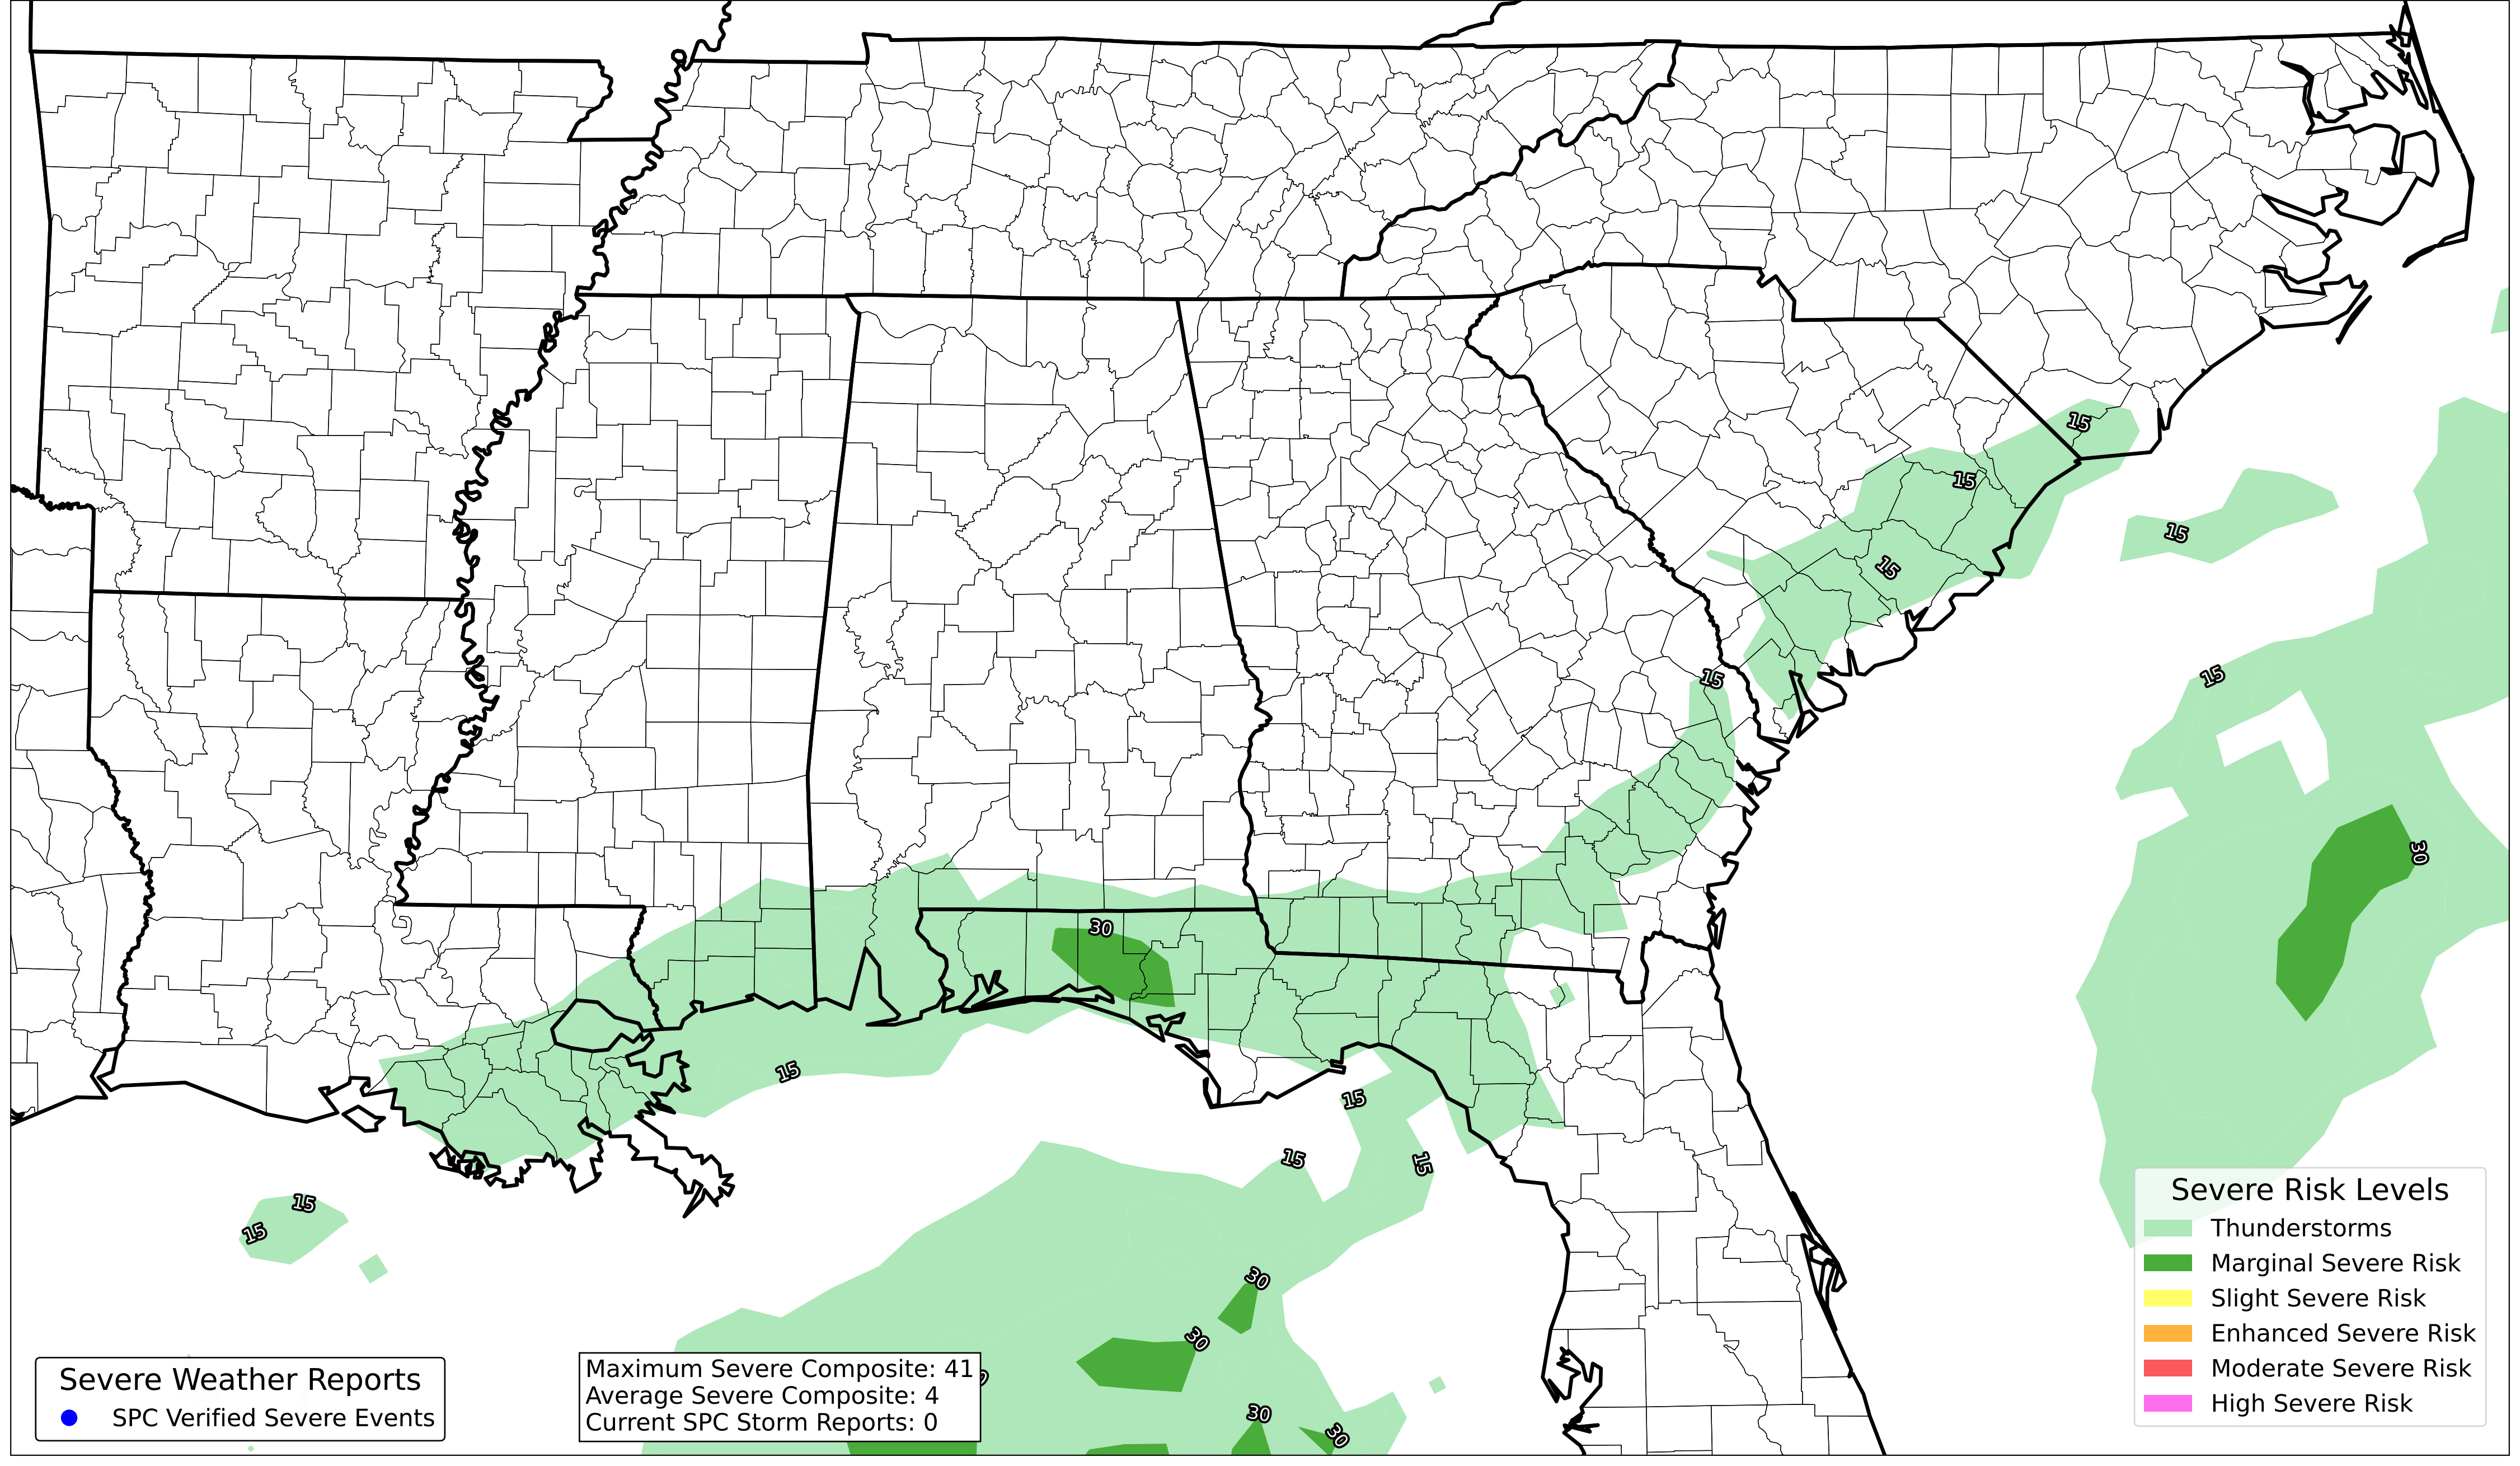 15
15
15
15
15
15
30
30
15
15
15
15
15
15
30
30
30
30
Severe Risk Levels
Thunderstorms
Marginal Severe Risk
Slight Severe Risk
Enhanced Severe Risk
Moderate Severe Risk
High Severe Risk
Severe Weather Reports
SPC Verified Severe Events
Maximum Severe Composite: 41
Average Severe Composite: 4
Current SPC Storm Reports: 0